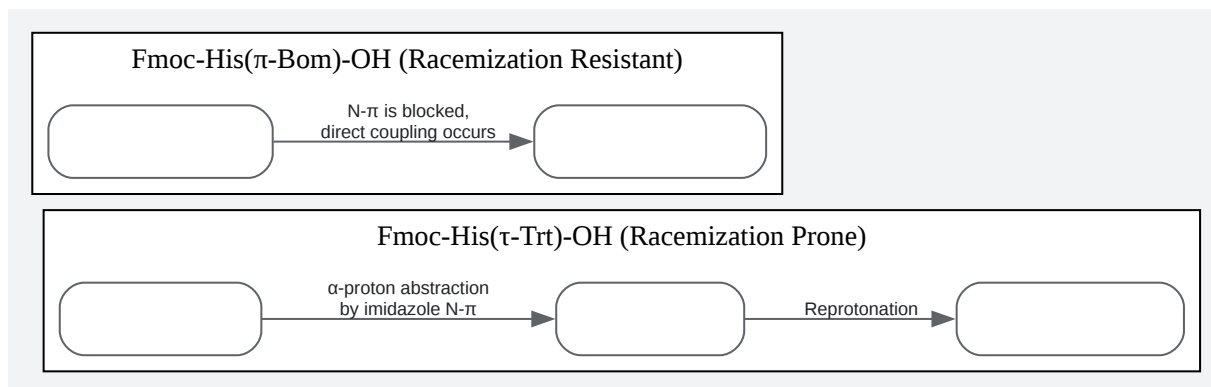 Fmoc-His(π-Bom)-OH (Racemization Resistant)
N-π is blocked,
direct coupling occurs
Fmoc-His(τ-Trt)-OH (Racemization Prone)
α-proton abstraction
by imidazole N-π
Reprotonation